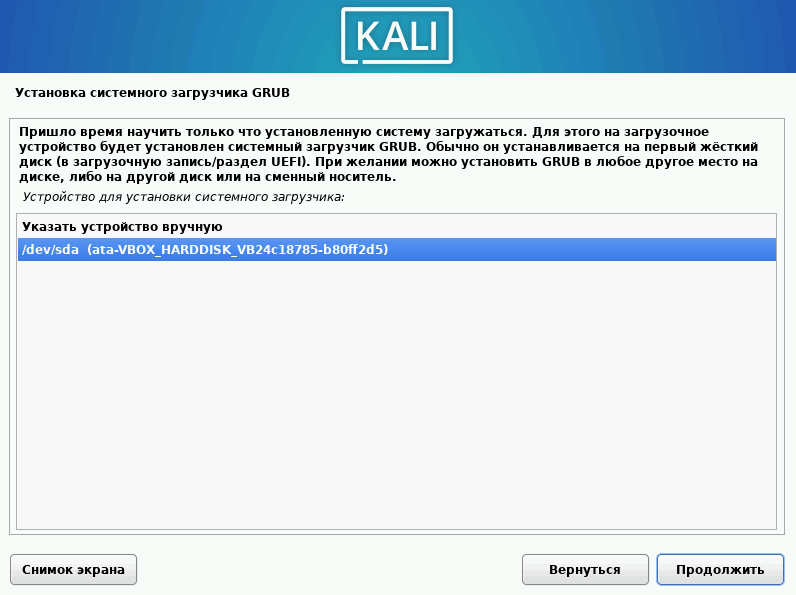 KALI
Установка системного загрузчика GRUB
Пришло время научить только что установленную систему загружаться. Для этого на загрузочное
устройство будет установлен системный загрузчик GRUB. Обычно он устанавливается на первый жёсткий
диск (в загрузочную запись/раздел UEFI). При желании можно установить GRUB в любое другое место на
диске, либо на другой диск или на сменный носитель.
Устройство для установки системного загрузчика:
Указать устройство вручную
/dev/sda  (ata-VBOX_HARDDISK_VB24c18785-b80ff2d5)
Снимок экрана
Вернуться
Продолжить